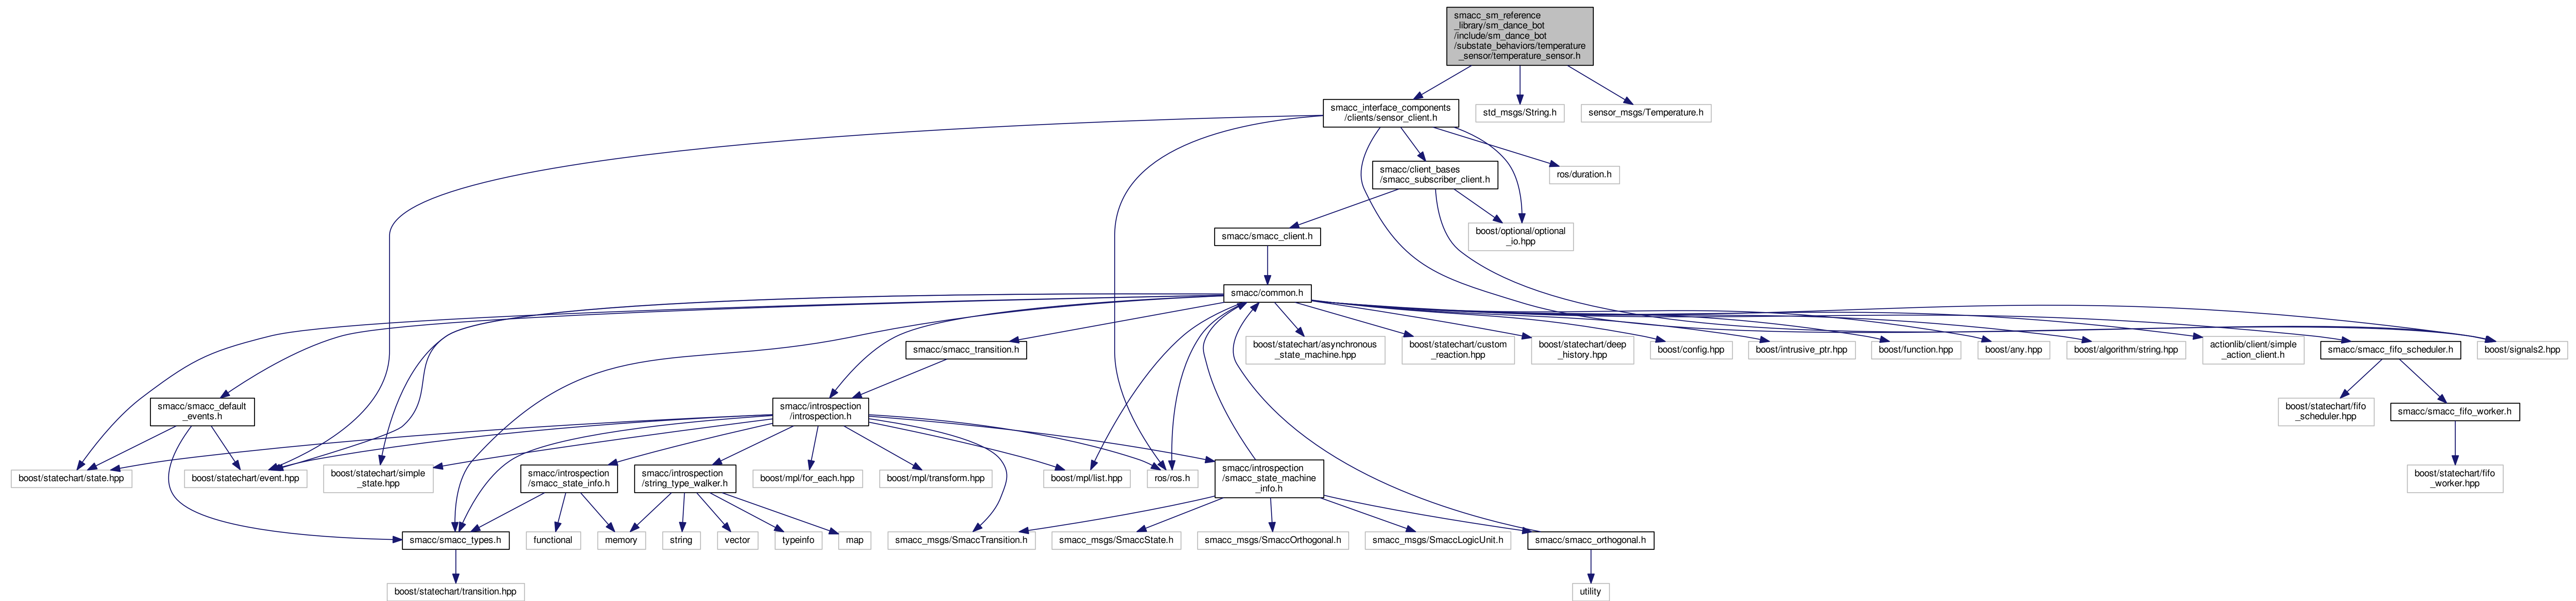 smacc_sm_reference
_library/sm_dance_bot
/include/sm_dance_bot
/substate_behaviors/temperature
_sensor/temperature_sensor.h
smacc_interface_components
/clients/sensor_client.h
std_msgs/String.h
sensor_msgs/Temperature.h
smacc/client_bases
/smacc_subscriber_client.h
ros/duration.h
smacc/smacc_client.h
boost/optional/optional
_io.hpp
smacc/common.h
smacc/smacc_transition.h
boost/statechart/asynchronous
_state_machine.hpp
boost/statechart/custom
_reaction.hpp
boost/statechart/deep
_history.hpp
boost/config.hpp
boost/intrusive_ptr.hpp
boost/function.hpp
boost/any.hpp
boost/algorithm/string.hpp
actionlib/client/simple
_action_client.h
smacc/smacc_fifo_scheduler.h
boost/signals2.hpp
smacc/smacc_default
_events.h
smacc/introspection
/introspection.h
boost/statechart/fifo
_scheduler.hpp
smacc/smacc_fifo_worker.h
boost/statechart/state.hpp
boost/statechart/event.hpp
boost/statechart/simple
_state.hpp
smacc/introspection
/smacc_state_info.h
smacc/introspection
/string_type_walker.h
boost/mpl/for_each.hpp
boost/mpl/transform.hpp
boost/mpl/list.hpp
ros/ros.h
smacc/introspection
/smacc_state_machine
_info.h
boost/statechart/fifo
_worker.hpp
smacc/smacc_types.h
functional
memory
string
vector
typeinfo
map
smacc_msgs/SmaccTransition.h
smacc_msgs/SmaccState.h
smacc_msgs/SmaccOrthogonal.h
smacc_msgs/SmaccLogicUnit.h
smacc/smacc_orthogonal.h
boost/statechart/transition.hpp
utility